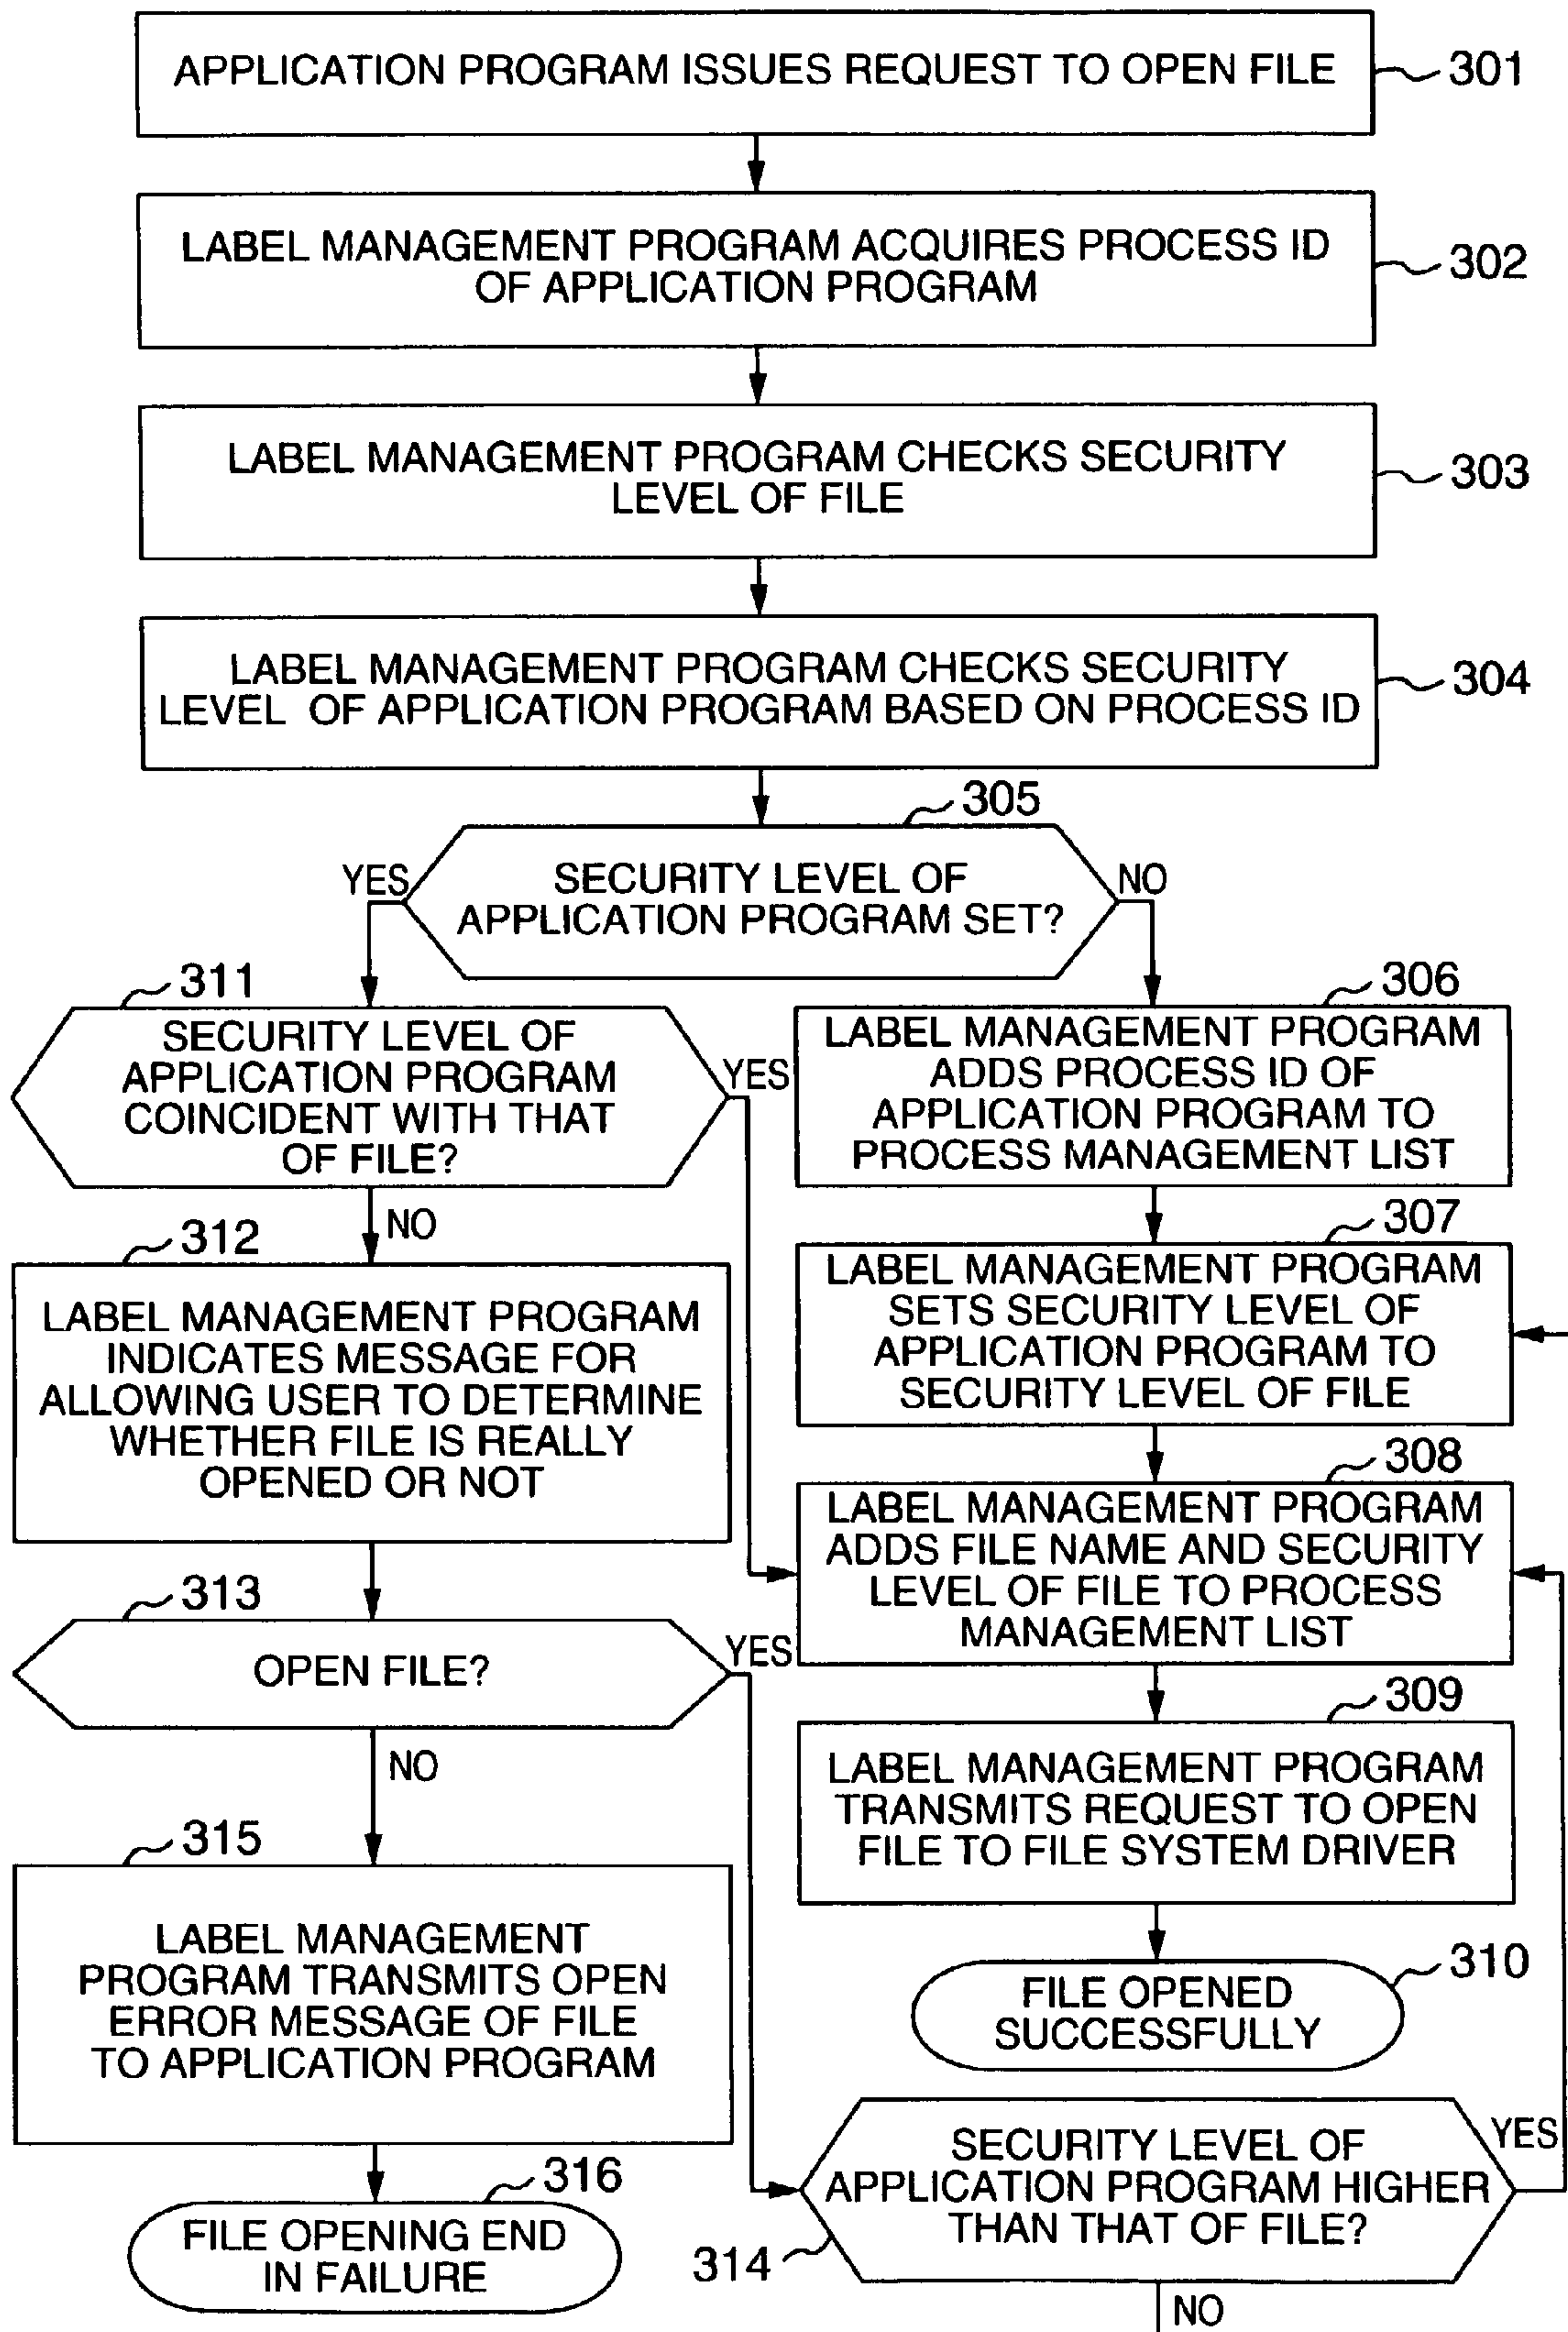 APPLICATION PROGRAM ISSUES REQUEST TO OPEN FILE
301
LABEL MANAGEMENT PROGRAM ACQUIRES PROCESS ID
OF APPLICATION PROGRAM
302
LABEL MANAGEMENT PROGRAM CHECKS SECURITY
LEVEL OF FILE
303
LABEL MANAGEMENT PROGRAM CHECKS SECURITY
LEVEL OF APPLICATION PROGRAM BASED ON PROCESS ID
304
305
SECURITY LEVEL OF
APPLICATION PROGRAM SET?
YES
NO
311
SECURITY LEVEL OF
APPLICATION PROGRAM
COINCIDENT WITH THAT
OF FILE?
YES
NO
306
LABEL MANAGEMENT PROGRAM
ADDS PROCESS ID OF
APPLICATION PROGRAM TO
PROCESS MANAGEMENT LIST
312
LABEL MANAGEMENT PROGRAM
INDICATES MESSAGE FOR
ALLOWING USER TO DETERMINE
WHETHER FILE IS REALLY
OPENED OR NOT
307
LABEL MANAGEMENT PROGRAM
SETS SECURITY LEVEL OF
APPLICATION PROGRAM TO
SECURITY LEVEL OF FILE
308
LABEL MANAGEMENT PROGRAM
ADDS FILE NAME AND SECURITY
LEVEL OF FILE TO PROCESS
MANAGEMENT LIST
313
OPEN FILE?
YES
NO
309
LABEL MANAGEMENT PROGRAM
TRANSMITS REQUEST TO OPEN
FILE TO FILE SYSTEM DRIVER
315
LABEL MANAGEMENT
PROGRAM TRANSMITS OPEN
ERROR MESSAGE OF FILE
TO APPLICATION PROGRAM
310
FILE OPENED
SUCCESSFULLY
316
FILE OPENING END
IN FAILURE
314
SECURITY LEVEL OF
APPLICATION PROGRAM HIGHER
THAN THAT OF FILE?
YES
NO